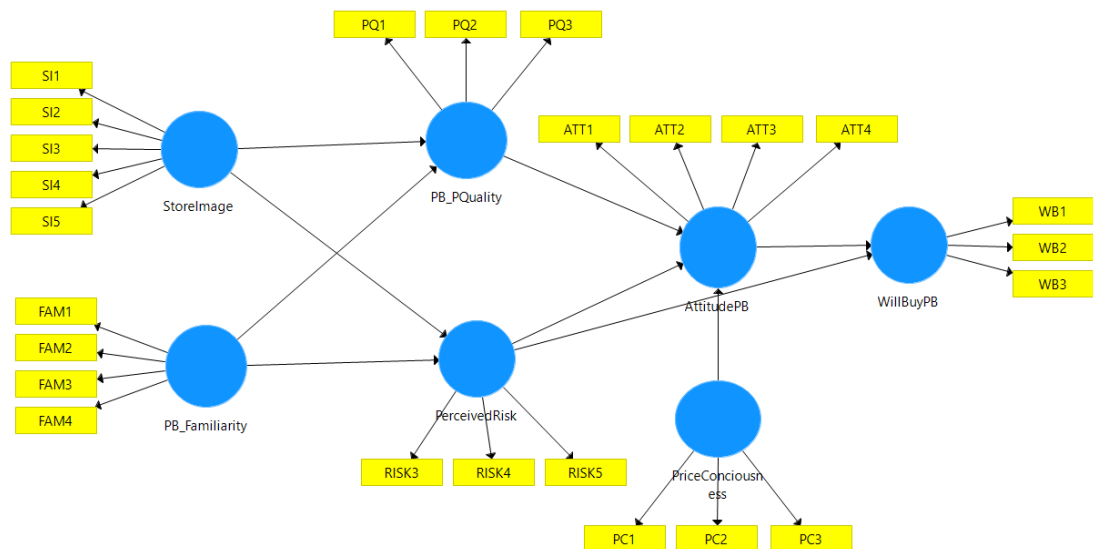 PQ1
PQ2
PQ3
SI1
SI2
SI3
SI4
SI5
StoreImage
PB_PQuality
ATT1
ATT2
ATT3
ATT4
WB1
WB2
WB3
AttitudePB
WillBuyPB
FAM1
FAM2
FAM3
FAM4
PB_Familiarity
PerceivedRisk
RISK3
RISK4
RISK5
PriceConciousn
ess
PC1
PC2
PC3